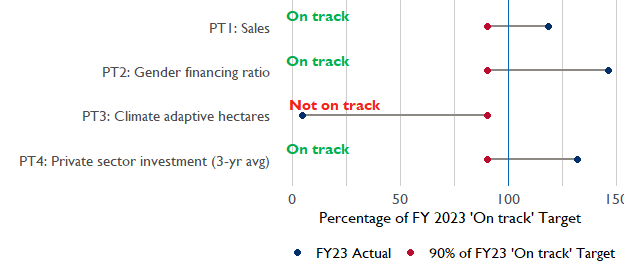 On track
PT1: Sales
On track
PT2: Gender financing ratio
Not on track
PT3: Climate adaptive hectares
On track
PT4: Private sector investment (3-yr avg)
0 50 100 150
Percentage of FY 2023 'On track' Target
FY23 Actual 90% of FY23 'On track' Target